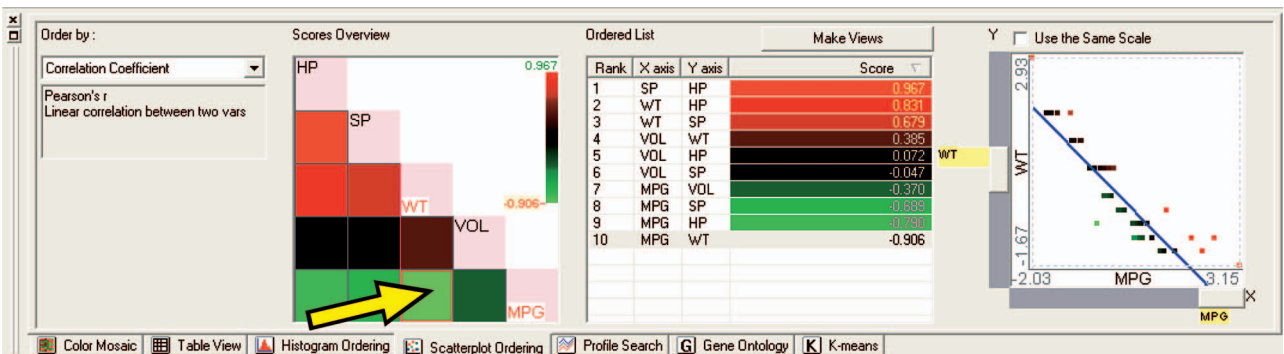 Order by :
Correlation Coefficient
Pearson's r
Linear correlation between two vars
Scores Overview
HP
SP
WT
VOL
MPG
0.967
-0.906
Ordered List
Make Views
Rank X axis Y axis Score
1 SP HP 0.967
2 WT HP 0.831
3 WT SP 0.679
4 VOL WT 0.385
5 VOL HP 0.072
6 VOL SP -0.047
7 MPG VOL -0.370
8 MPG SP -0.689
9 MPG HP -0.790
10 MPG WT -0.906
Y
Use the Same Scale
2.93
WT
WT
-1.67
-2.03 MPG 3.15
X
MPG
Color Mosaic Table View Histogram Ordering Scatterplot Ordering Profile Search G Gene Ontology K K-means